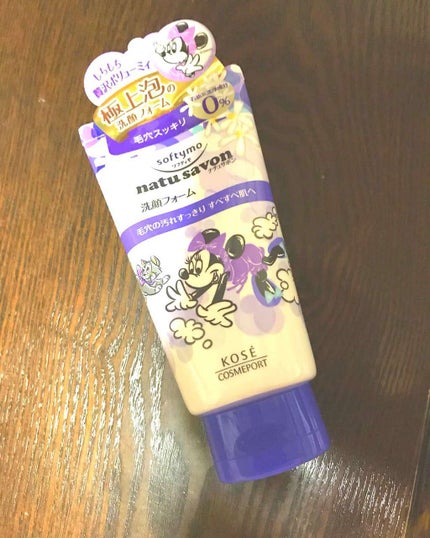 もちもち
贅沢ボリューミィ
極上泡の
洗顔フォーム
0%
毛穴スッキリ
softymo
ソフティモ
natu savon
ナチュサボン
洗顔フォーム
毛穴の汚れすっきり すべすべ肌へ
KOSÉ
COSMEPORT